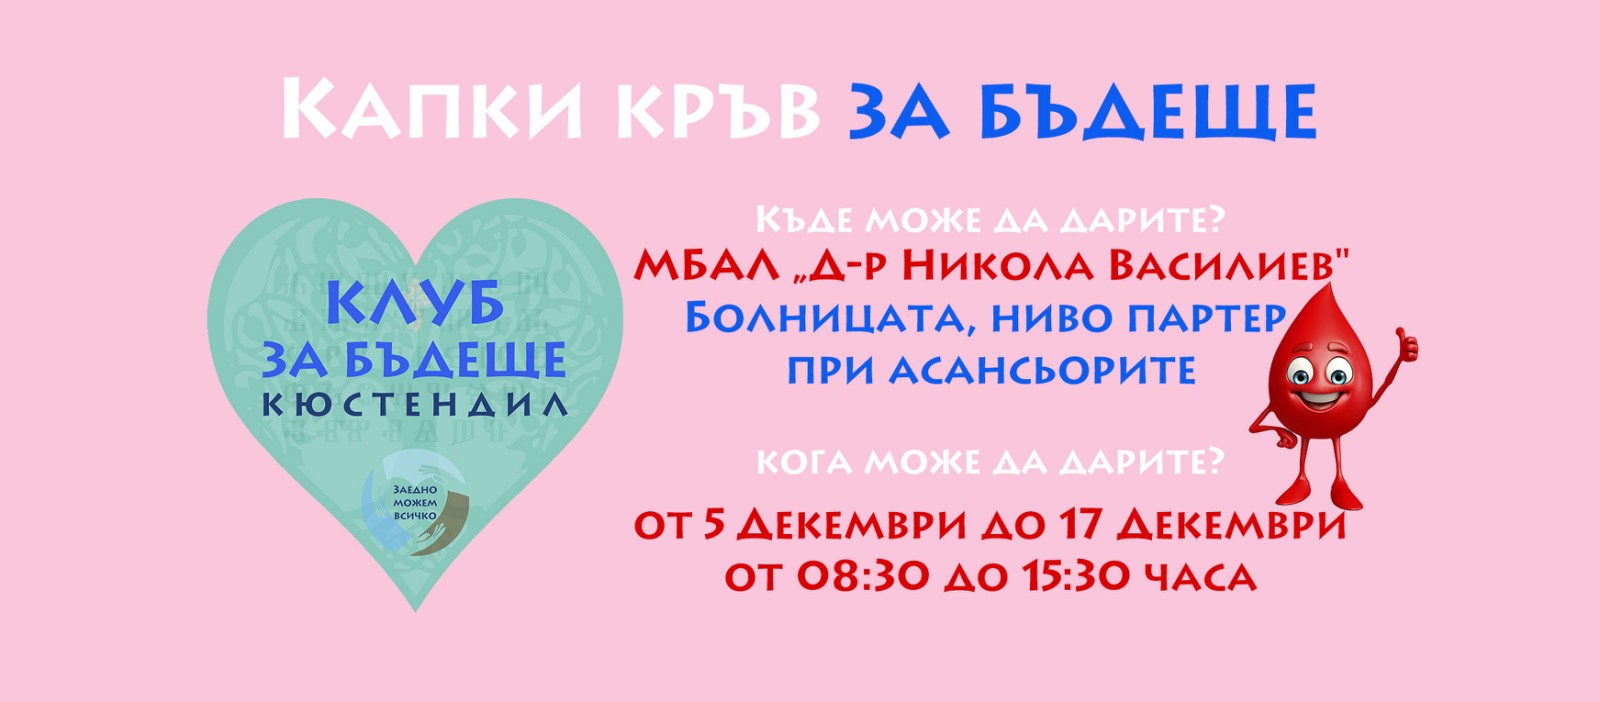 Капки кръв за бъдеще
КЛУБ
ЗА БЪДЕЩЕ
КЮСТЕНДИЛ
Заедно
можем
всичко
Къде може да дарите?
МБАЛ „Д-р Никола Василиев"
Болницата, ниво партер
при асансьорите
кога може да дарите?
от 5 Декември до 17 Декември
от 08:30 до 15:30 часа